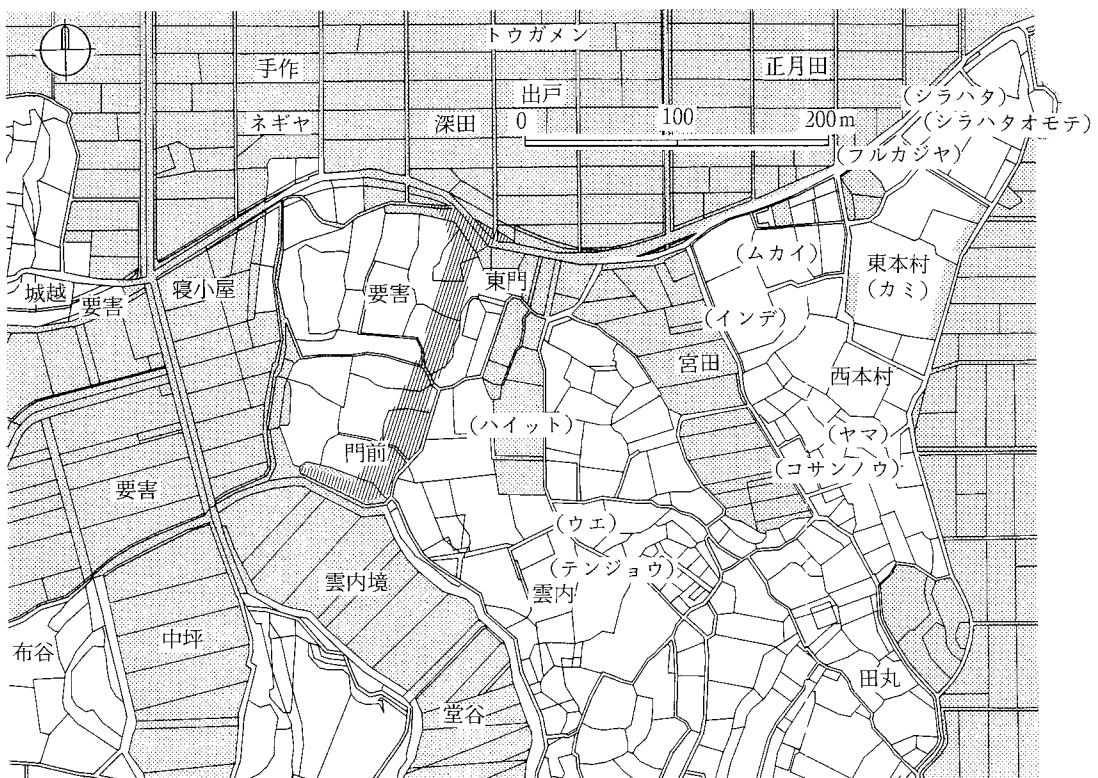 トウガメン
手作
正月田
出戸
(シラハタ)
ネギヤ
深田
0 100 200m
(シラハタオモテ)
(フルカジヤ)
(ムカイ)
東本村
(カミ)
城越
要害
寝小屋
要害
東門
(インデ)
宮田
西本村
(ハイット)
(ヤマ)
門前
(コサンノウ)
要害
(ウエ)
(テンジョウ)
雲内境
雲内
布谷
中坪
田丸
堂谷